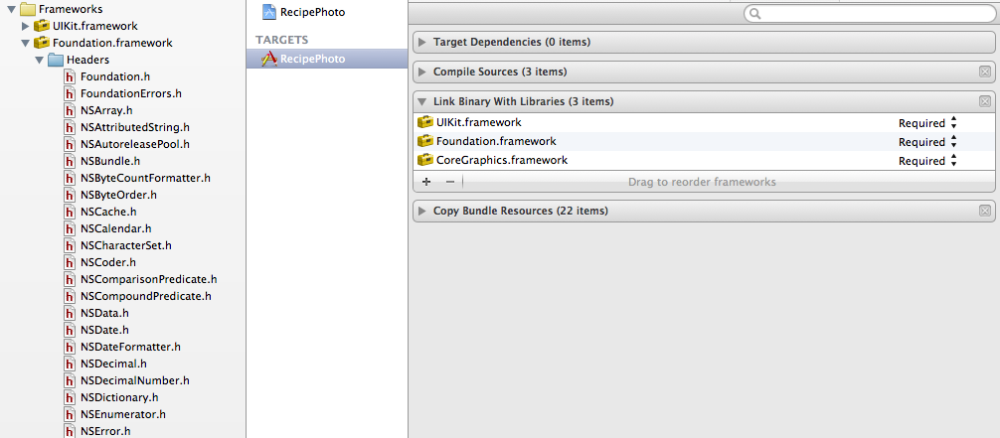 Frameworks
UIKit.framework
Foundation.framework
Headers
Foundation.h
FoundationErrors.h
NSArray.h
NSAttributedString.h
NSAutoreleasePool.h
NSBundle.h
NSByteCountFormatter.h
NSByteOrder.h
NSCache.h
NSCalendar.h
NSCharacterSet.h
NSCoder.h
NSComparisonPredicate.h
NSCompoundPredicate.h
NSData.h
NSDate.h
NSDateFormatter.h
NSDecimal.h
NSDecimalNumber.h
NSDictionary.h
NSEnumerator.h
NSError.h
RecipePhoto
TARGETS
RecipePhoto
Target Dependencies (0 items)
Compile Sources (3 items)
Link Binary With Libraries (3 items)
UIKit.framework Required
Foundation.framework Required
CoreGraphics.framework Required
Drag to reorder frameworks
Copy Bundle Resources (22 items)